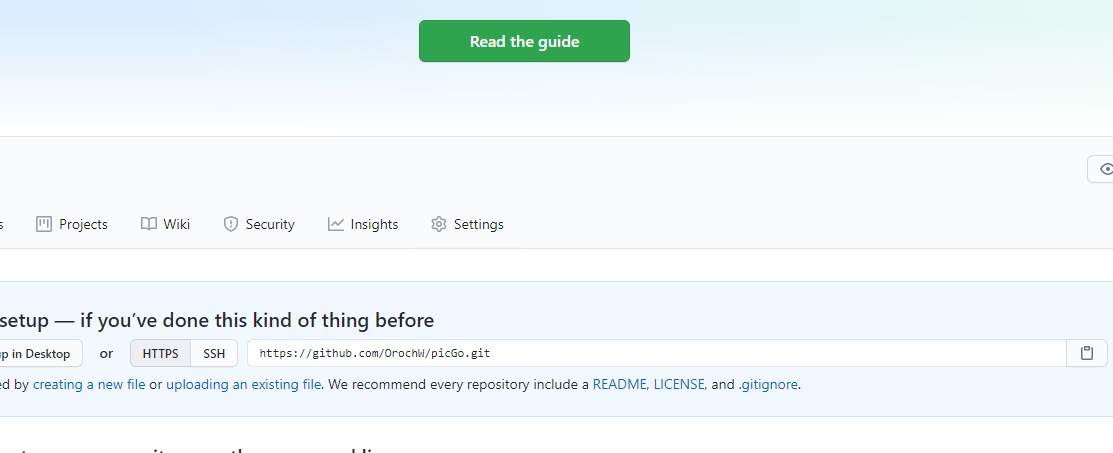 Read the guide
Projects Wiki Security Insights Settings
setup — if you've done this kind of thing before
in Desktop or HTTPS SSH https://github.com/OrochW/picGo.git
by creating a new file or uploading an existing file. We recommend every repository include a README, LICENSE, and .gitignore.